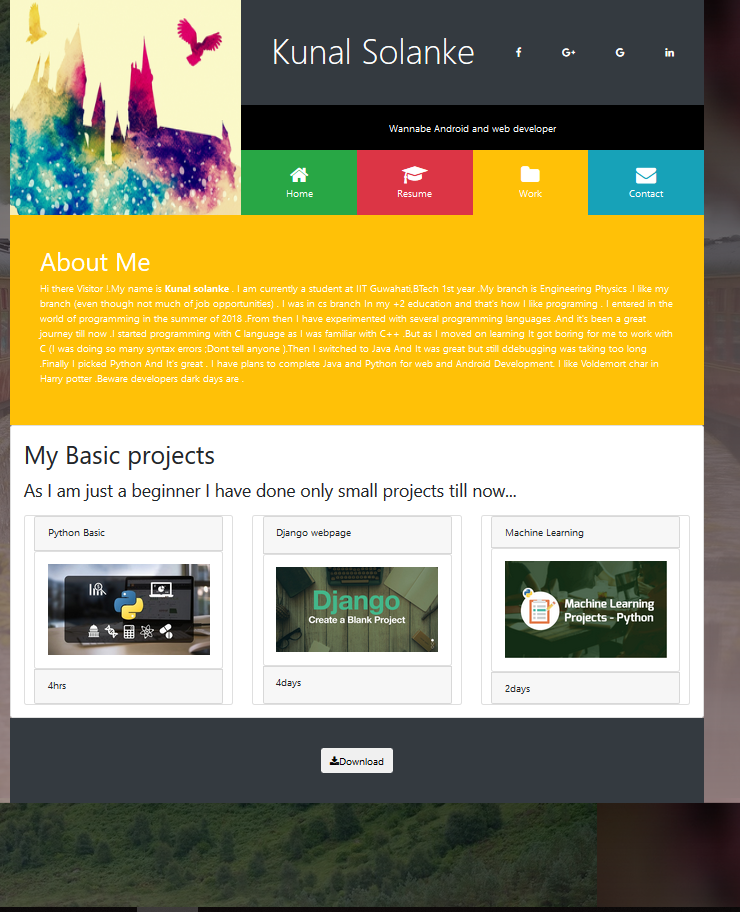 Kunal Solanke
Wannabe Android and web developer
Home Resume Work Contact
About Me
Hi there Visitor !.My name is Kunal solanke . I am currently a student at IIT Guwahati,BTech 1st year .My branch is Engineering Physics .I like my
branch (even though not much of job opportunities) . I was in cs branch In my +2 education and that's how I like programing . I entered in the
world of programming in the summer of 2018 .From then I have experimented with several programming languages .And it's been a great
journey till now .I started programming with C language as I was familiar with C++ .But as I moved on learning It got boring for me to work with
C (I was doing so many syntax errors ;Dont tell anyone ).Then I switched to Java And It was great but still ddebugging was taking too long
.Finally I picked Python And It's great . I have plans to complete Java and Python for web and Android Development. I like Voldemort char in
Harry potter .Beware developers dark days are .
My Basic projects
As I am just a beginner I have done only small projects till now...
Python Basic
4hrs
Django webpage
Django
Create a Blank Project
4days
Machine Learning
Machine Learning
Projects - Python
2days
Download